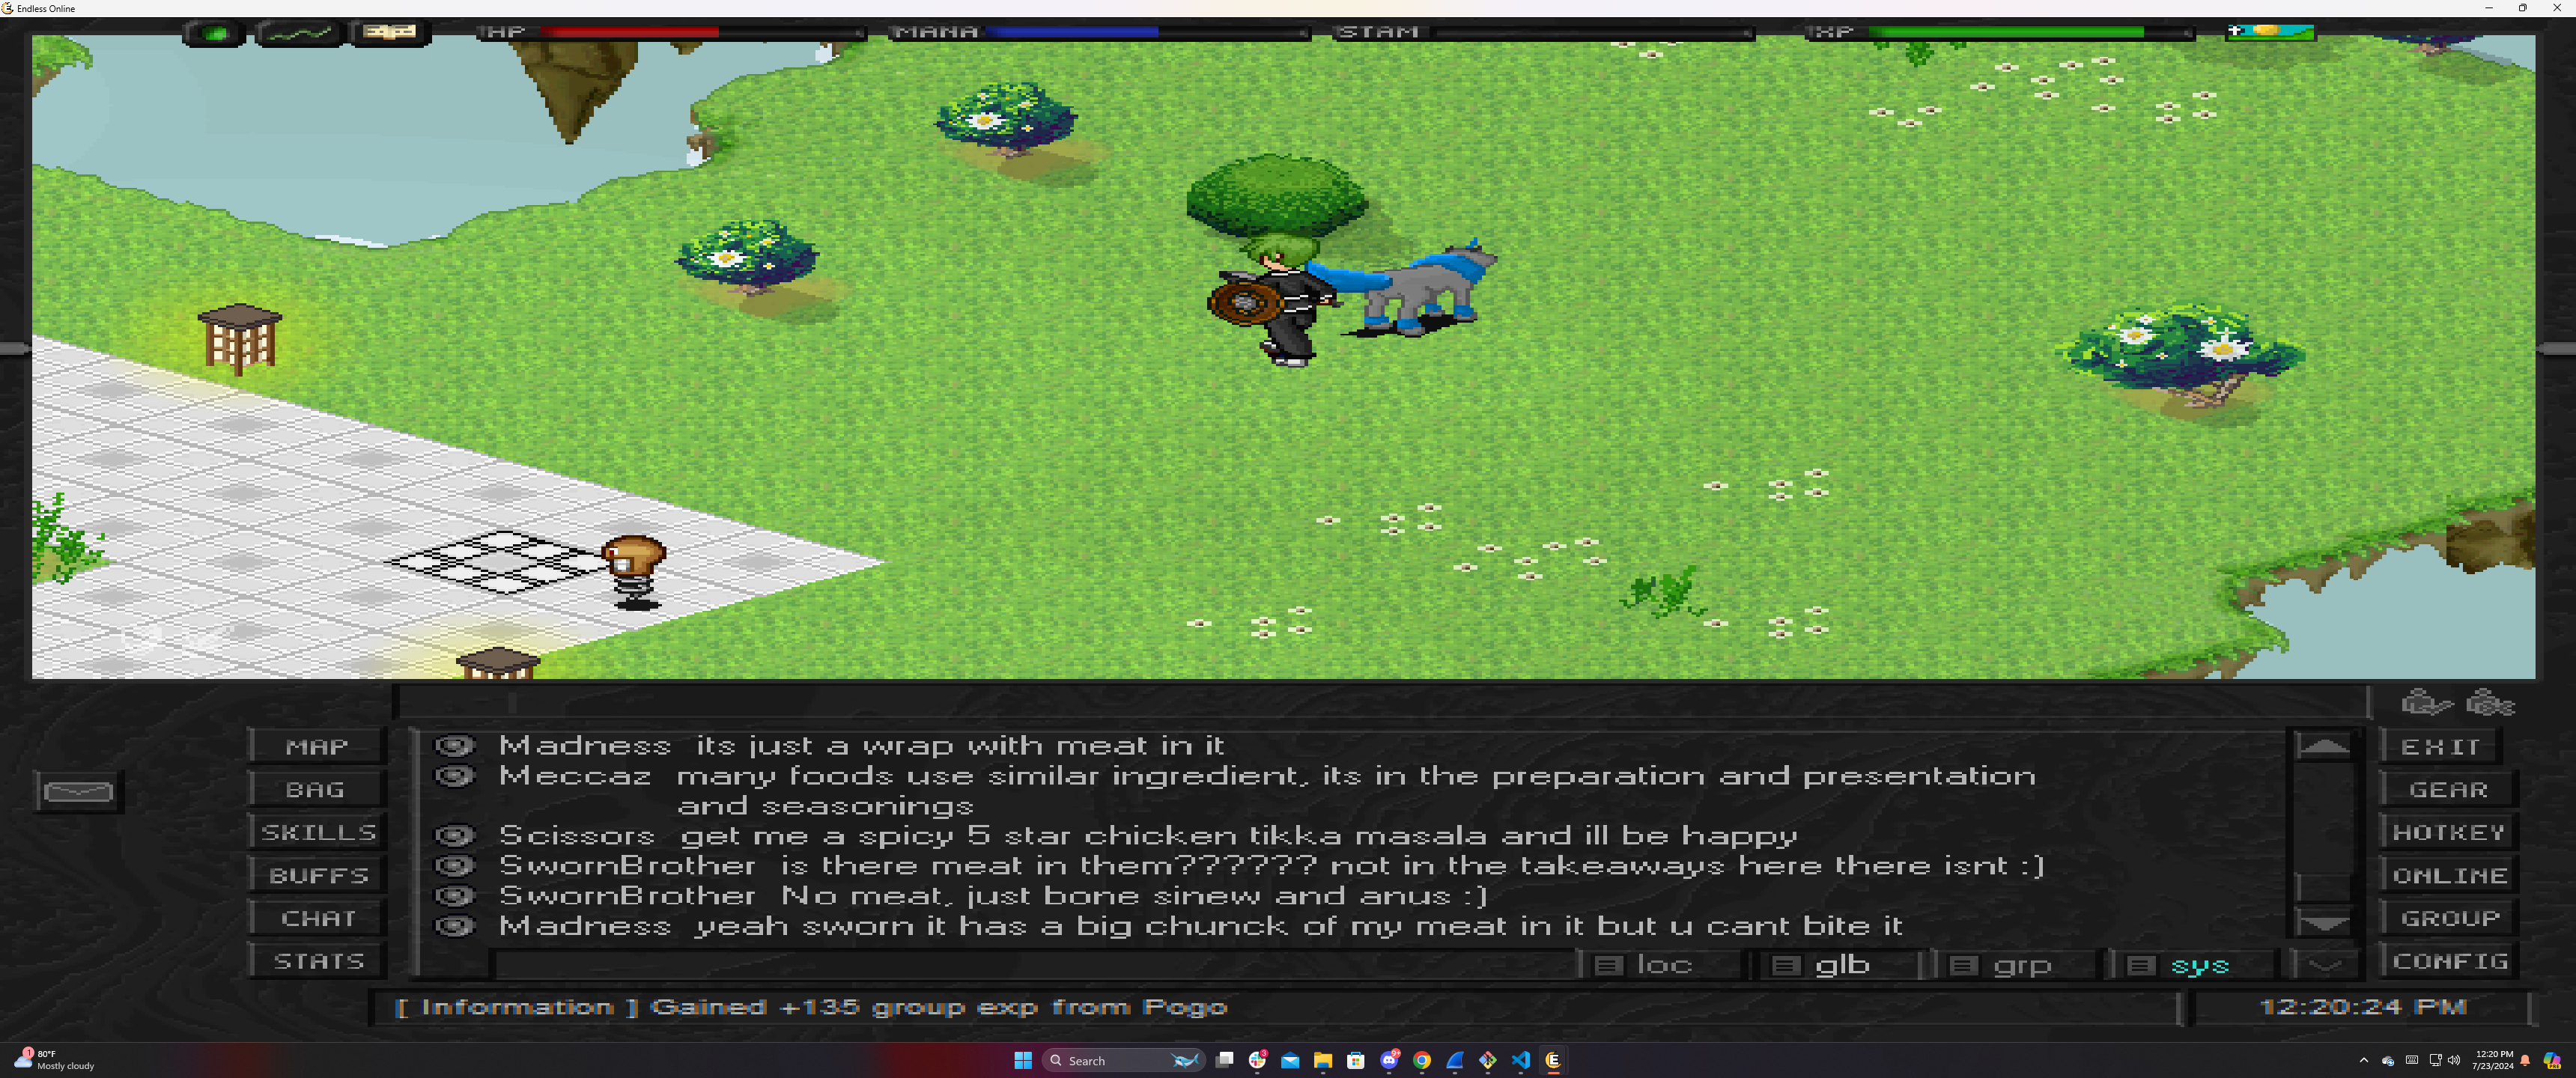 Endless Online
HP MANA STAM XP
MAP
BAG
SKILLS
BUFFS
CHAT
STATS
Madness its just a wrap with meat in it
Meccaz many foods use similar ingredient, its in the preparation and presentation
and seasonings
Scissors get me a spicy 5 star chicken tikka masala and ill be happy
SwornBrother is there meat in them?????? not in the takeaways here there isnt :)
SwornBrother No meat, just bone sinew and anus :)
Madness yeah sworn it has a big chunck of my meat in it but u cant bite it
loc glb grp sys
EXIT
GEAR
HOTKEY
ONLINE
GROUP
CONFIG
[ Information ] Gained +135 group exp from Pogo
12:20:24 PM
1
80°F
Mostly cloudy
Search
3
9+
12:20 PM
7/23/2024